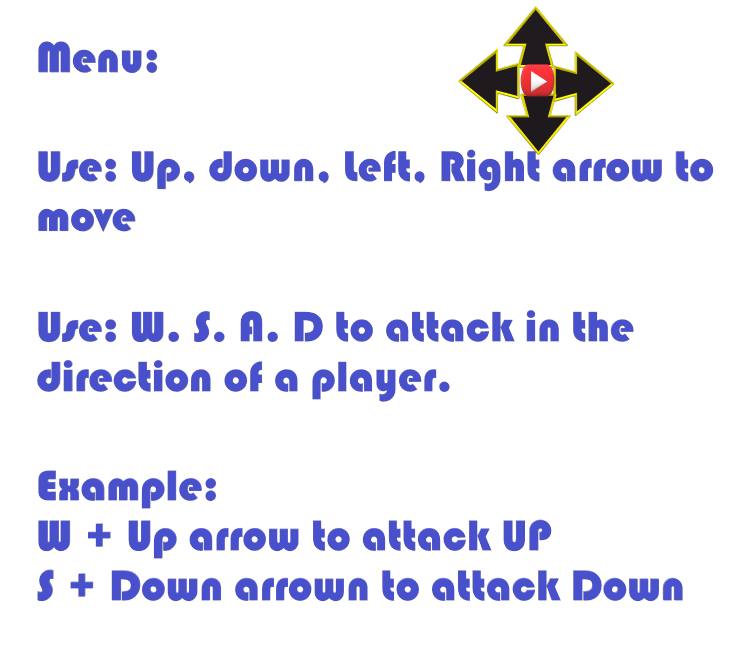 Menu:
Use: Up, down, Left, Right arrow to
move
Use: W. S. A. D to attack in the
direction of a player.
Example:
W + Up arrow to attack UP
S + Down arrown to attack Down